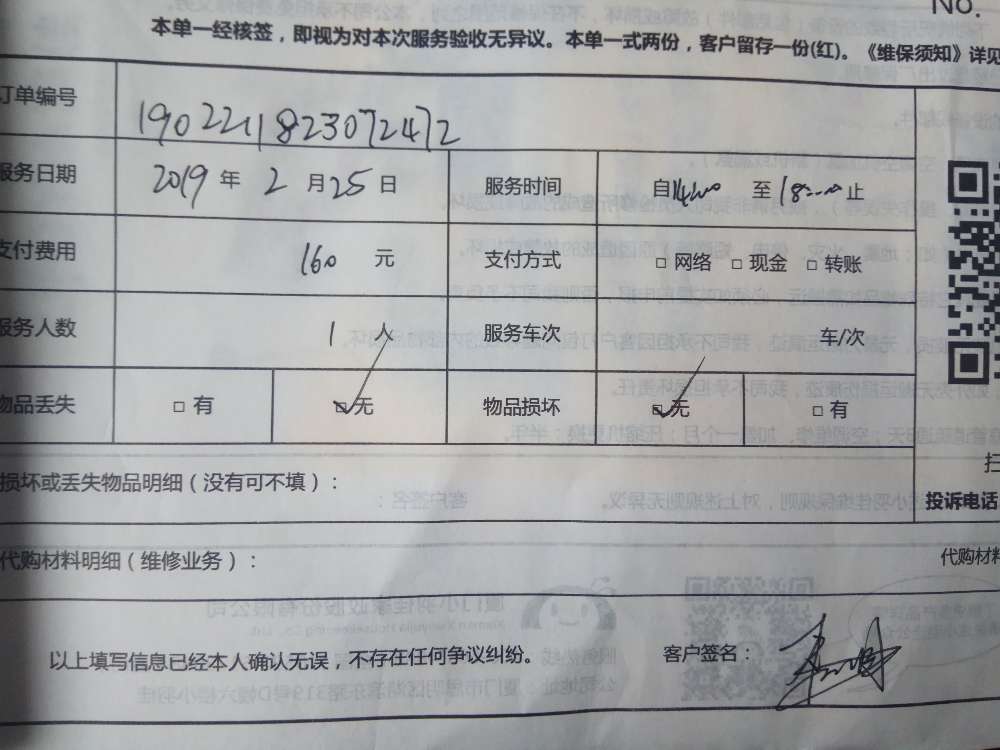 No.
本单一经核签，即视为对本次服务验收无异议。本单一式两份，客户留存一份(红)。《维保须知》详见
订单编号 1902211823072472
服务日期 2019 年 2 月 25 日 服务时间 自14:00 至 18:00 止
支付费用 160 元 支付方式 □ 网络 □ 现金 □ 转账
服务人数 1 人 服务车次 车/次
物品丢失 □ 有 ☑ 无 物品损坏 ☑ 无 □ 有
扫
损坏或丢失物品明细（没有可不填）：
投诉电话
代购材料明细（维修业务）：
代购材料
以上填写信息已经本人确认无误，不存在任何争议纠纷。 客户签名：